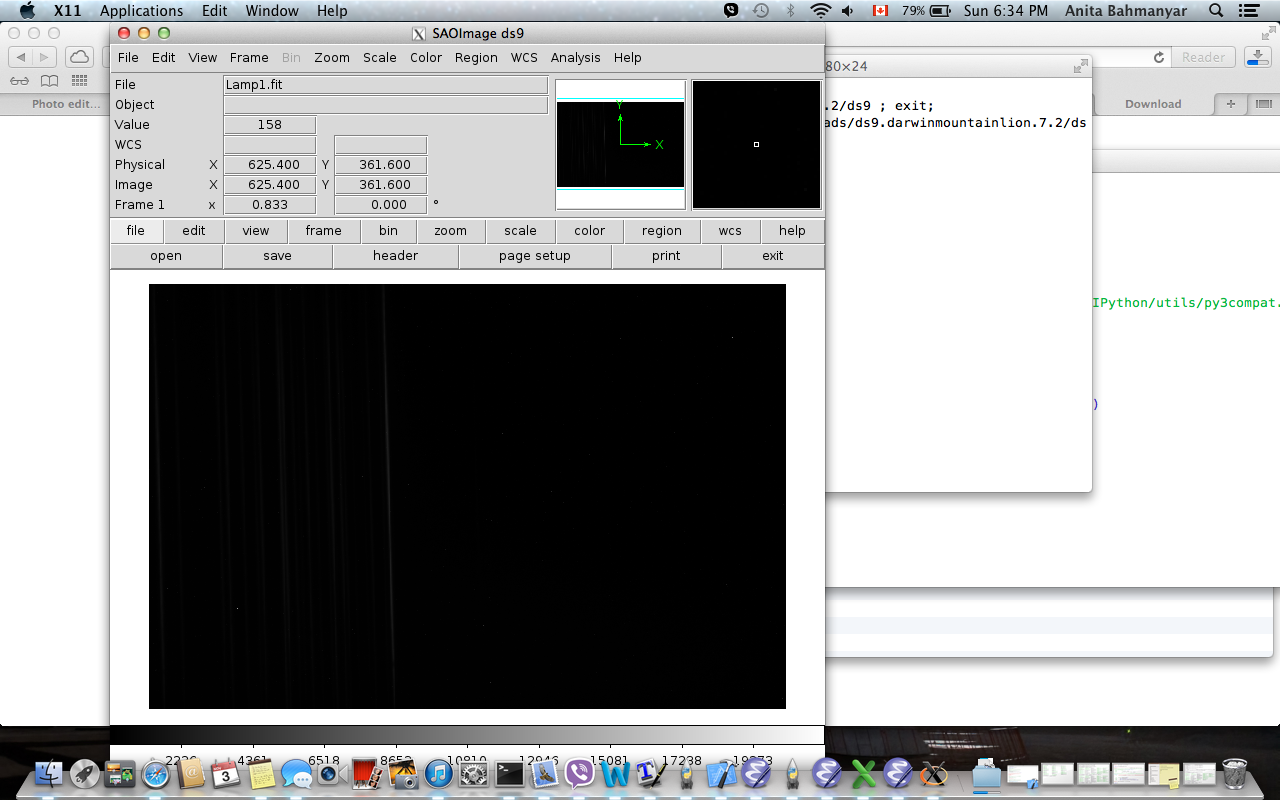 X11 Applications Edit Window Help 79% Sun 6:34 PM Anita Bahmanyar
SAOImage ds9
File Edit View Frame Bin Zoom Scale Color Region WCS Analysis Help
File Lamp1.fit
Object
Value 158
WCS
Physical X 625.400 Y 361.600
Image X 625.400 Y 361.600
Frame 1 x 0.833 0.000 °
Y
X
file edit view frame bin zoom scale color region wcs help
open save header page setup print exit
80×24
Reader
Photo edit...
Download +
.2/ds9 ; exit;
ads/ds9.darwinmountainlion.7.2/ds
IPython/utils/py3compat.
)
4361 6518 8652 10810 12946 15081 17238
NOV
3